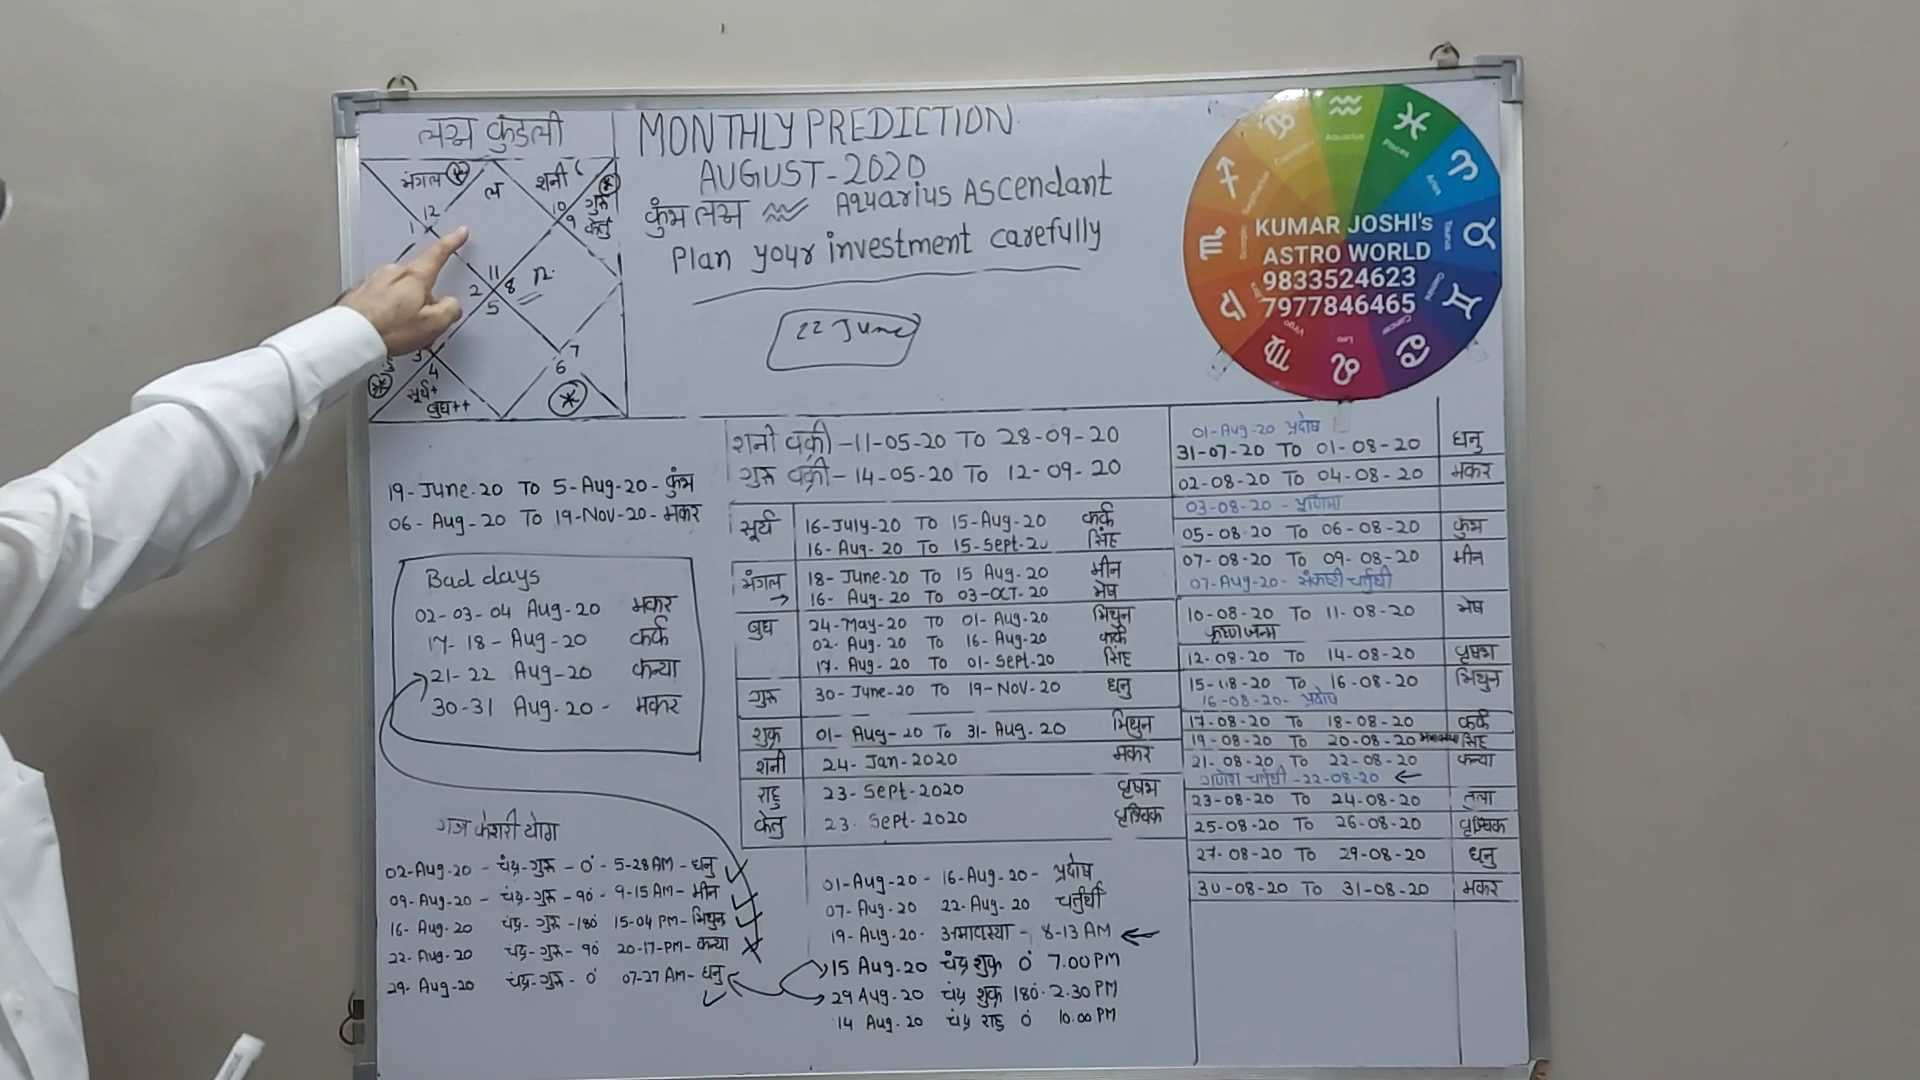 लग्न कुंडली
मंगल
ल
शनी
गुरु
केतु
12
10
9
1
11
2
8
5
3
7
4
6
सूर्य+
बुध++
MONTHLY PREDICTION
AUGUST-2020
कुंभ लग्न ♒ Aquarius Ascendant
Plan your investment carefully
22 June
Capricorn
Aquarius
Pisces
Aries
Taurus
Gemini
Cancer
Leo
Virgo
Libra
Scorpio
Sagittarius
KUMAR JOSHI's
ASTRO WORLD
9833524623
7977846465
19-June-20 TO 5-Aug-20-कुंभ
06-Aug-20 TO 19-Nov-20-मकर
Bad days
02-03-04 Aug-20 मकर
17-18-Aug-20 कर्क
21-22 Aug-20 कन्या
30-31 Aug-20- मकर
गज केशरी योग
02-Aug-20 - चंद्र-गुरु - 0° - 5-28 AM - धनु
09-Aug-20 - चंद्र-गुरु - 90 - 9-15 AM - मीन
16-Aug-20 चंद्र-गुरु-180 15-04 PM-मिथुन
22-Aug-20 चंद्र-गुरु-90 20-17-PM-कन्या
29-Aug-20 चंद्र-गुरु-0° 07-27 AM-धनु
शनी वक्री-11-05-20 TO 28-09-20
गुरु वक्री-14-05-20 TO 12-09-20
सूर्य 16-July-20 TO 15-Aug-20 कर्क
16-Aug-20 TO 15-Sept-20 सिंह
मंगल 18-June-20 TO 15 Aug-20 मीन
16-Aug-20 TO 03-OCT-20 मेष
बुध 24-May-20 TO 01-Aug-20 मिथुन
02-Aug-20 TO 16-Aug-20 कर्क
17-Aug-20 TO 01-Sept-20 सिंह
गुरु 30-June-20 TO 19-Nov-20 धनु
शुक्र 01-Aug-20 TO 31-Aug-20 मिथुन
शनी 24-Jan-2020 मकर
राहु 23-Sept-2020 वृषभ
केतु 23-Sept-2020 वृश्चिक
01-Aug-20 - 16-Aug-20 - प्रदोष
07-Aug-20 22-Aug-20 चर्तुथी
19-Aug-20- अमावस्या - 8-13 AM
15 Aug-20 चंद्र शुक्र 0° 7.00 PM
29 Aug-20 चंद्र शुक्र 180. 2.30 PM
14 Aug-20 चंद्र राहु 0° 10.00 PM
01-Aug-20 प्रदोष
31-07-20 TO 01-08-20 धनु
02-08-20 TO 04-08-20 मकर
03-08-20 - पूर्णिमा
05-08-20 TO 06-08-20 कुंभ
07-08-20 TO 09-08-20 मीन
07-Aug-20- संकष्टी चर्तुथी
10-08-20 TO 11-08-20 मेष
कृष्णजन्म
12-08-20 TO 14-08-20 वृषभ
15-08-20 TO 16-08-20 मिथुन
16-08-20- प्रदोष
17-08-20 TO 18-08-20 कर्क
19-08-20 TO 20-08-20 अमावस्या सिंह
21-08-20 TO 22-08-20 कन्या
गणेश चर्तुथी -22-08-20
23-08-20 TO 24-08-20 तुला
25-08-20 TO 26-08-20 वृश्चिक
27-08-20 TO 29-08-20 धनु
30-08-20 TO 31-08-20 मकर